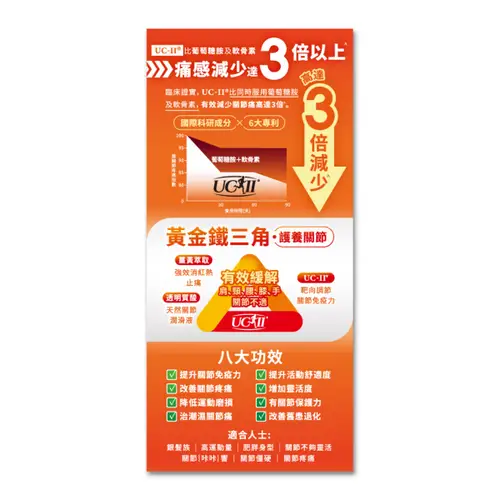 UC-II® 比葡萄糖胺及軟骨素
痛感減少達3倍以上*
臨床證實，UC-II®比同時服用葡萄糖胺
及軟骨素，有效減少關節痛高達3倍*。
高達
3
倍減少*
國際科研成分 × 6大專利
葡萄糖胺+軟骨素
UC-II
30 60 90
黃金鐵三角·護養關節
薑黃萃取
強效消紅熱
止痛
有效緩解
肩、頸、腰、膝、手
關節不適
UC-II®
靶向調節
關節免疫力
透明質酸
天然關節
潤滑液
UC-II
八大功效
提升關節免疫力 提升活動舒適度
改善關節疼痛 增加靈活度
降低運動磨損 有關節保護力
治潮濕關節痛 改善舊患退化
適合人士：
銀髮族 | 高運動量 | 肥胖身型 | 關節不夠靈活
關節|咔咔|響 | 關節僵硬 | 關節疼痛